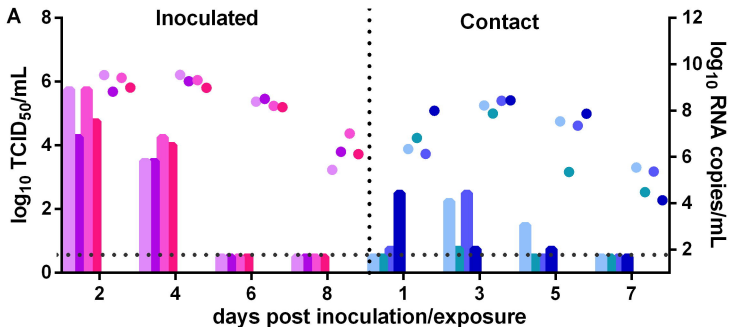 A
Inoculated
Contact
log10 TCID50/mL
8
6
4
2
0
log10 RNA copies/mL
12
10
8
6
4
2
2 4 6 8 1 3 5 7
days post inoculation/exposure